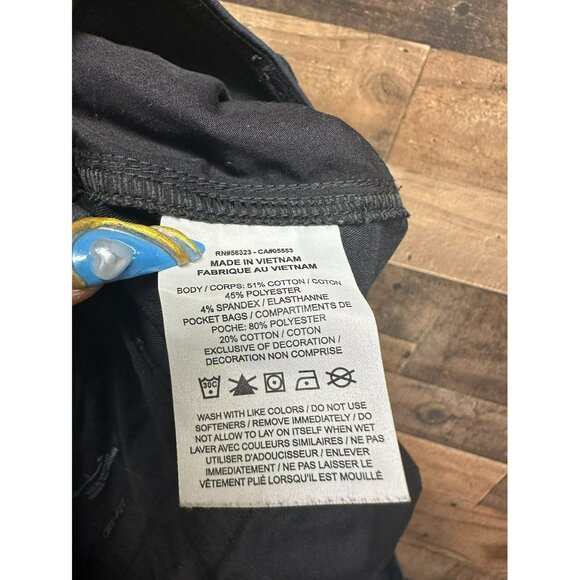 RN#56323 - CA#05553
MADE IN VIETNAM
FABRIQUE AU VIETNAM
BODY / CORPS: 51% COTTON / COTON
45% POLYESTER
4% SPANDEX / ELASTHANNE
POCKET BAGS / COMPARTIMENTS DE
POCHE: 80% POLYESTER
20% COTTON / COTON
EXCLUSIVE OF DECORATION /
DECORATION NON COMPRISE
30C
WASH WITH LIKE COLORS / DO NOT USE
SOFTENERS / REMOVE IMMEDIATELY / DO
NOT ALLOW TO LAY ON ITSELF WHEN WET
LAVER AVEC COULEURS SIMILAIRES / NE PAS
UTILISER D'ADOUCISSEUR / ENLEVER
IMMEDIATEMENT / NE PAS LAISSER LE
VÊTEMENT PLIÉ LORSQU'IL EST MOUILLÉ